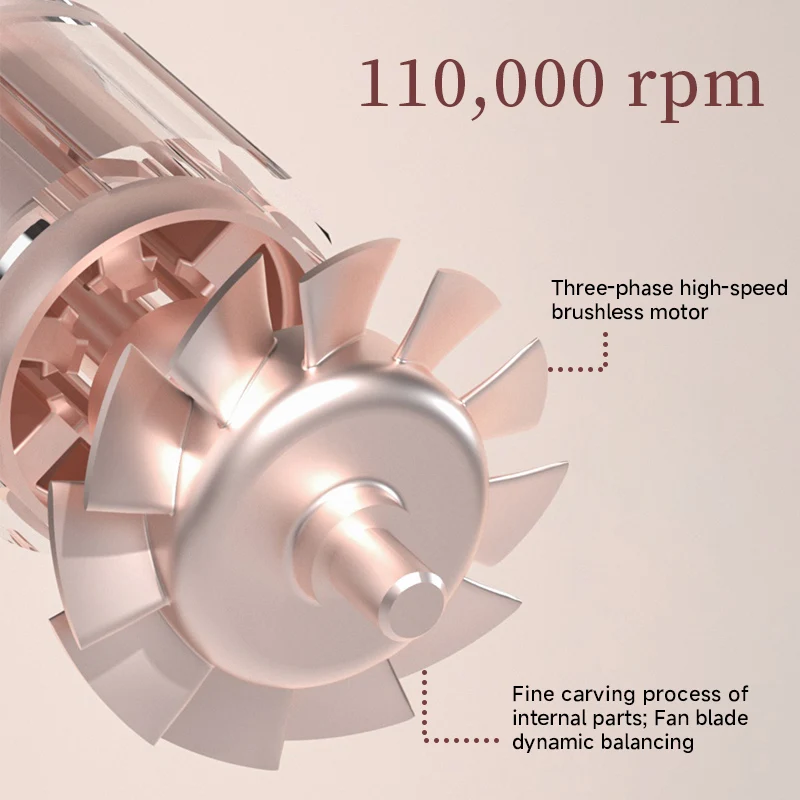 110,000 rpm
Three-phase high-speed
brushless motor
Fine carving process of
internal parts; Fan blade
dynamic balancing